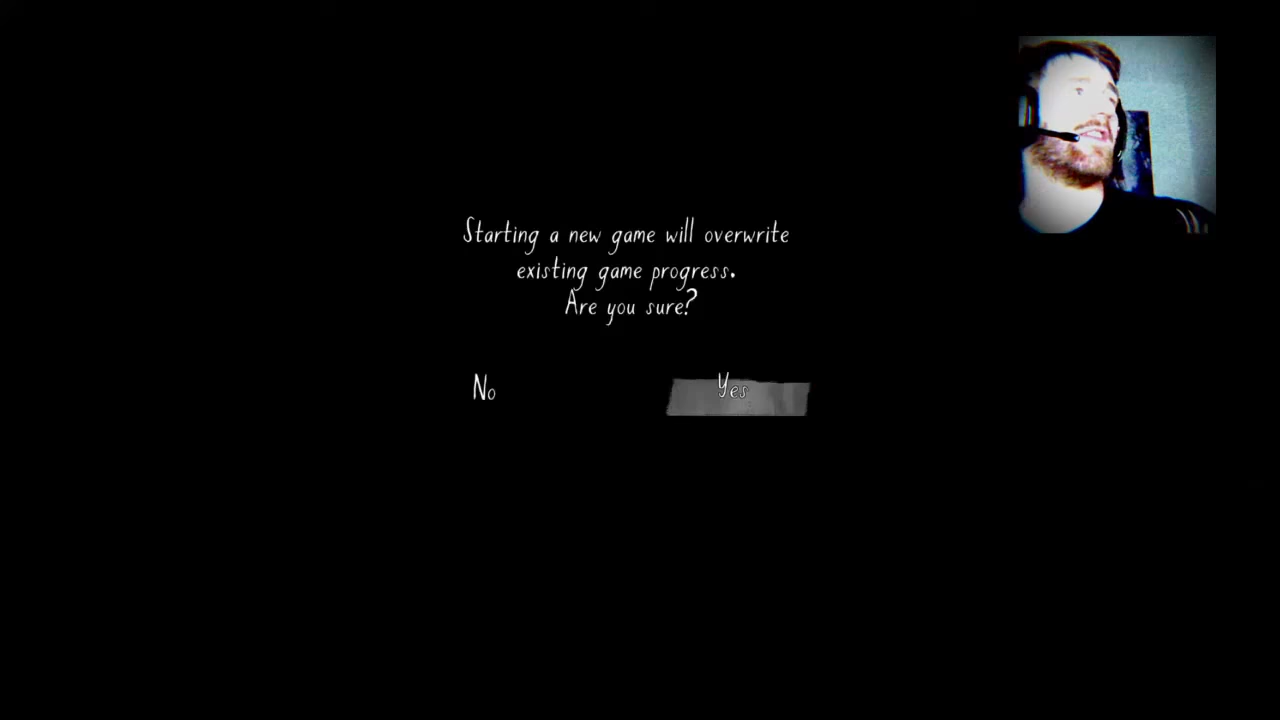 Starting a new game will overwrite
existing game progress.
Are you sure?
No
Yes